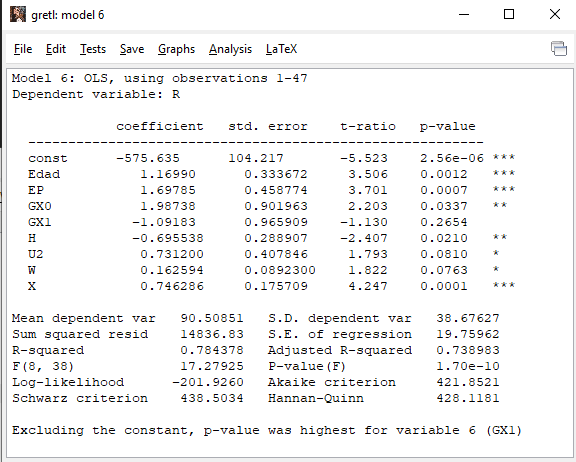 gretl: model 6
File Edit Tests Save Graphs Analysis LaTeX
Model 6: OLS, using observations 1-47
Dependent variable: R
coefficient std. error t-ratio p-value
-----------------------------------------------------------
const -575.635 104.217 -5.523 2.56e-06 ***
Edad 1.16990 0.333672 3.506 0.0012 ***
EP 1.69785 0.458774 3.701 0.0007 ***
GX0 1.98738 0.901963 2.203 0.0337 **
GX1 -1.09183 0.965909 -1.130 0.2654
H -0.695538 0.288907 -2.407 0.0210 **
U2 0.731200 0.407846 1.793 0.0810 *
W 0.162594 0.0892300 1.822 0.0763 *
X 0.746286 0.175709 4.247 0.0001 ***
Mean dependent var 90.50851 S.D. dependent var 38.67627
Sum squared resid 14836.83 S.E. of regression 19.75962
R-squared 0.784378 Adjusted R-squared 0.738983
F(8, 38) 17.27925 P-value(F) 1.70e-10
Log-likelihood -201.9260 Akaike criterion 421.8521
Schwarz criterion 438.5034 Hannan-Quinn 428.1181
Excluding the constant, p-value was highest for variable 6 (GX1)